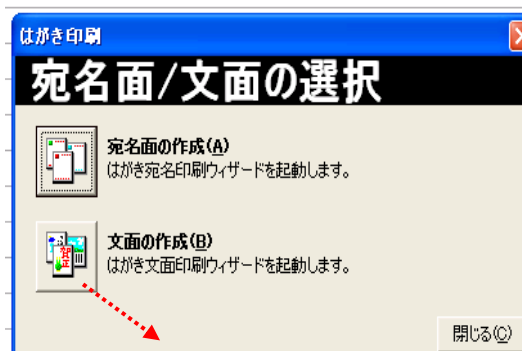 はがき印刷
宛名面/文面の選択
宛名面の作成(A)
はがき宛名印刷ウィザードを起動します。
文面の作成(B)
はがき文面印刷ウィザードを起動します。
閉じる(C)